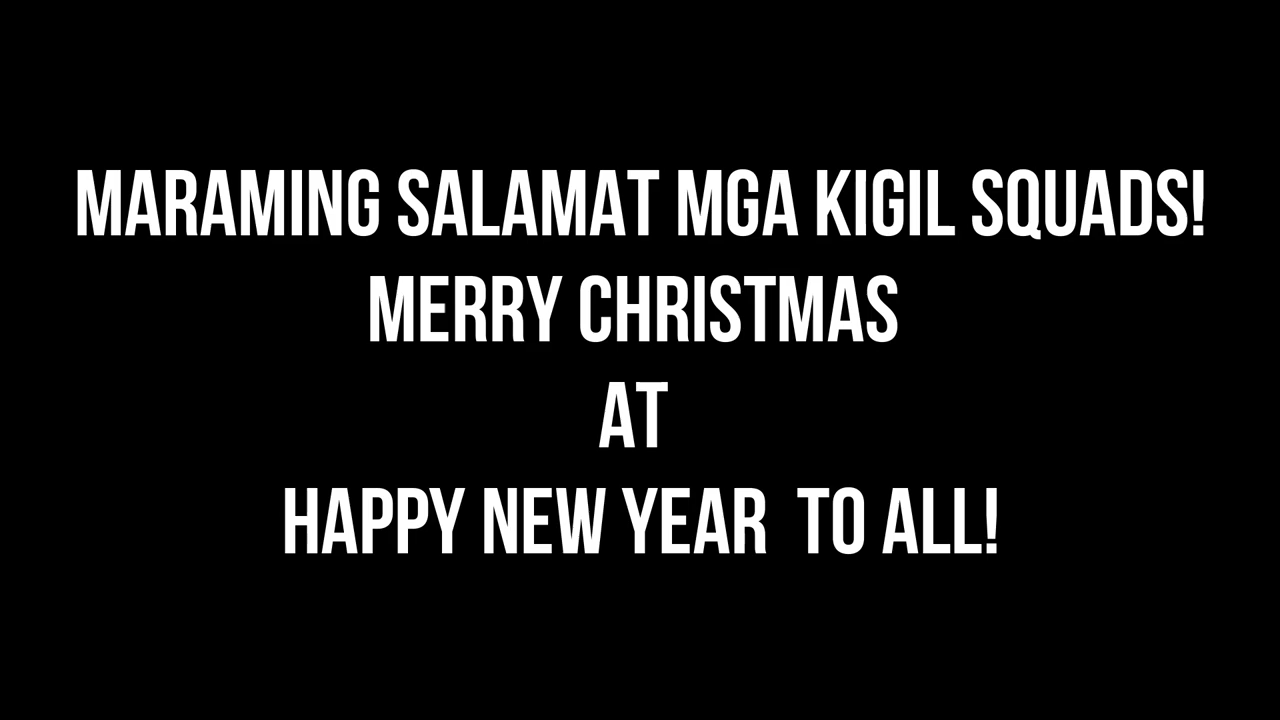 MARAMING SALAMAT MGA KIGIL SQUADS!
MERRY CHRISTMAS
AT
HAPPY NEW YEAR  TO ALL!